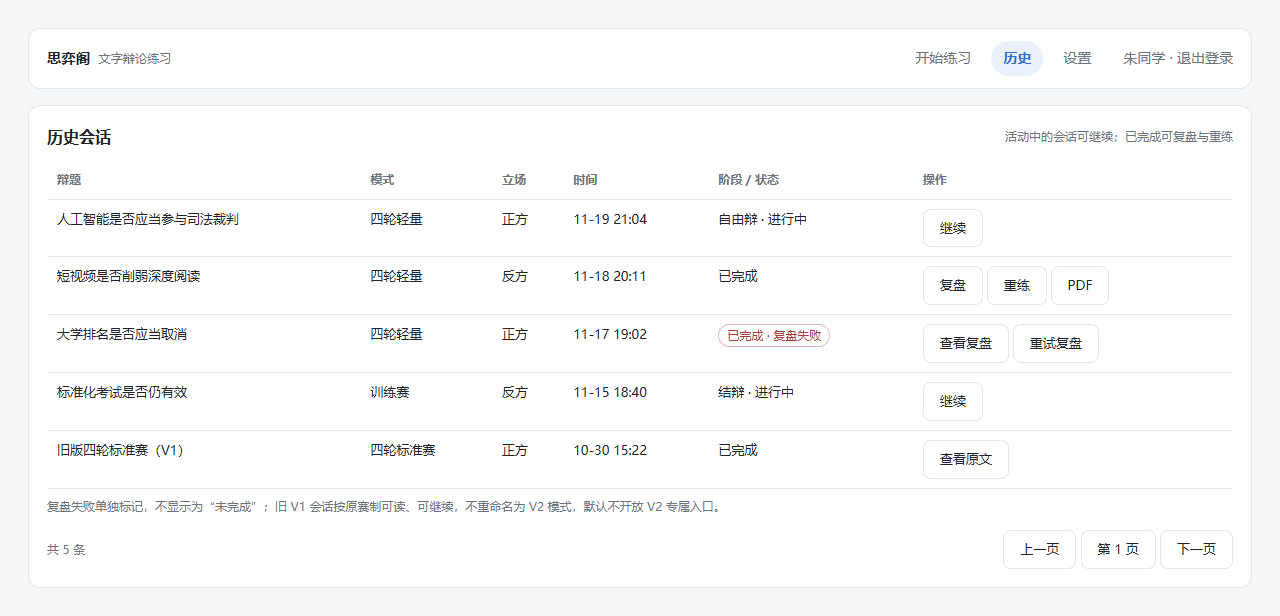 思弈阁 文字辩论练习 开始练习 历史 设置 朱同学 · 退出登录
历史会话 活动中的会话可继续；已完成可复盘与重练
辩题 模式 立场 时间 阶段 / 状态 操作
人工智能是否应当参与司法裁判 四轮轻量 正方 11-19 21:04 自由辩 · 进行中 继续
短视频是否削弱深度阅读 四轮轻量 反方 11-18 20:11 已完成 复盘 重练 PDF
大学排名是否应当取消 四轮轻量 正方 11-17 19:02 已完成 · 复盘失败 查看复盘 重试复盘
标准化考试是否仍有效 训练赛 反方 11-15 18:40 结辩 · 进行中 继续
旧版四轮标准赛（V1） 四轮标准赛 正方 10-30 15:22 已完成 查看原文
复盘失败单独标记，不显示为“未完成”；旧 V1 会话按原赛制可读、可继续，不重命名为 V2 模式，默认不开放 V2 专属入口。
共 5 条 上一页 第 1 页 下一页